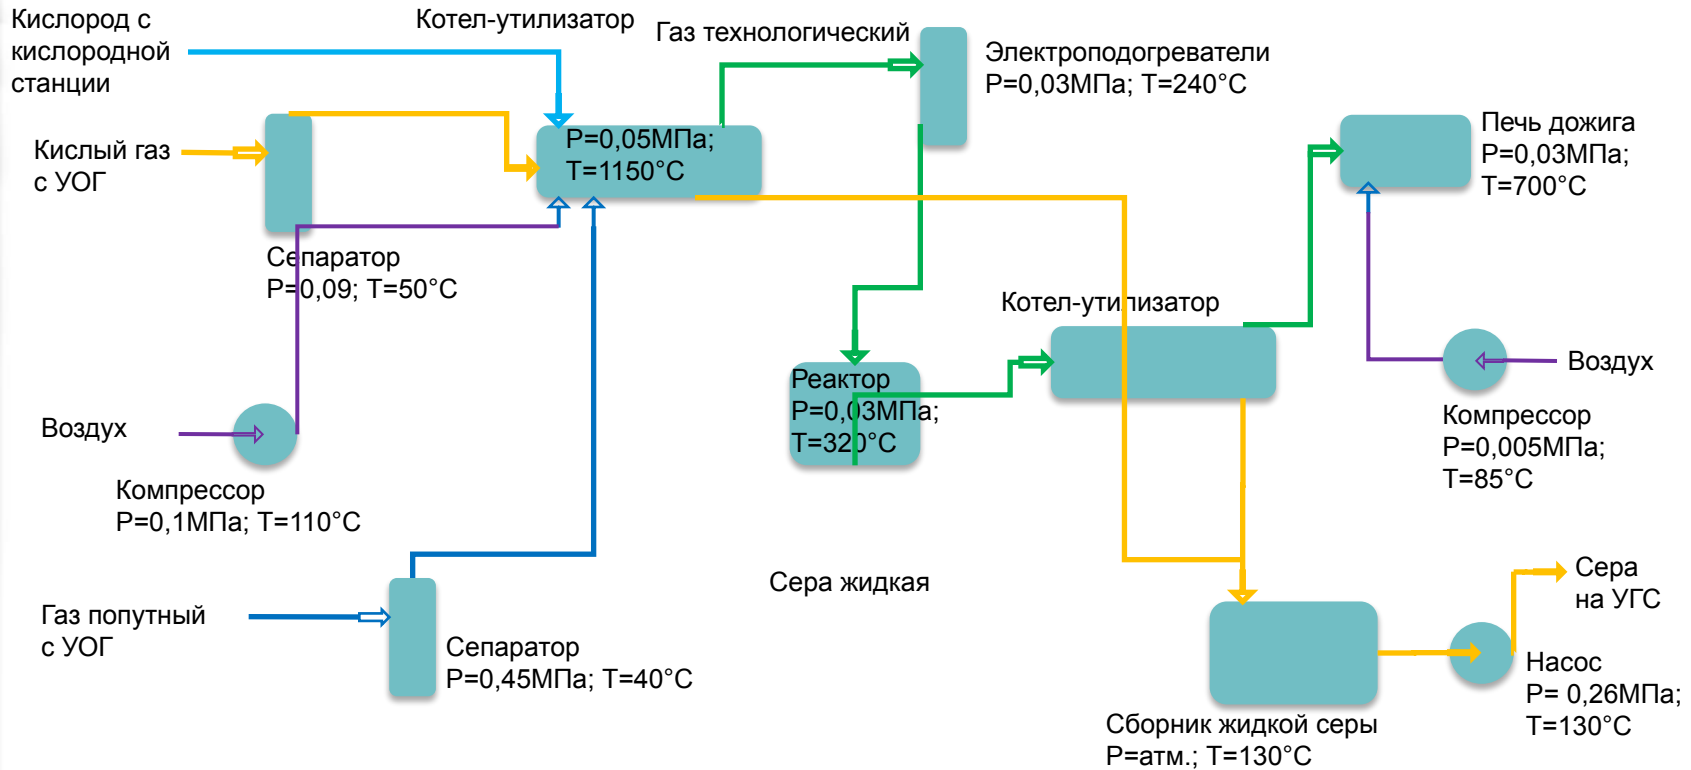 Кислород с
кислородной
станции
Котел-утилизатор
Газ технологический
Электроподогреватели
Р=0,03МПа; Т=240°С
Печь дожига
Р=0,03МПа;
Т=700°С
Кислый газ
с УОГ
Р=0,05МПа;
Т=1150°С
Сепаратор
Р=0,09; Т=50°С
Котел-утилизатор
Реактор
Р=0,03МПа;
Т=320°С
Воздух
Компрессор
Р=0,005МПа;
Т=85°С
Воздух
Компрессор
Р=0,1МПа; Т=110°С
Сера жидкая
Газ попутный
с УОГ
Сепаратор
Р=0,45МПа; Т=40°С
Сера
на УГС
Насос
Р= 0,26МПа;
Т=130°С
Сборник жидкой серы
Р=атм.; Т=130°С